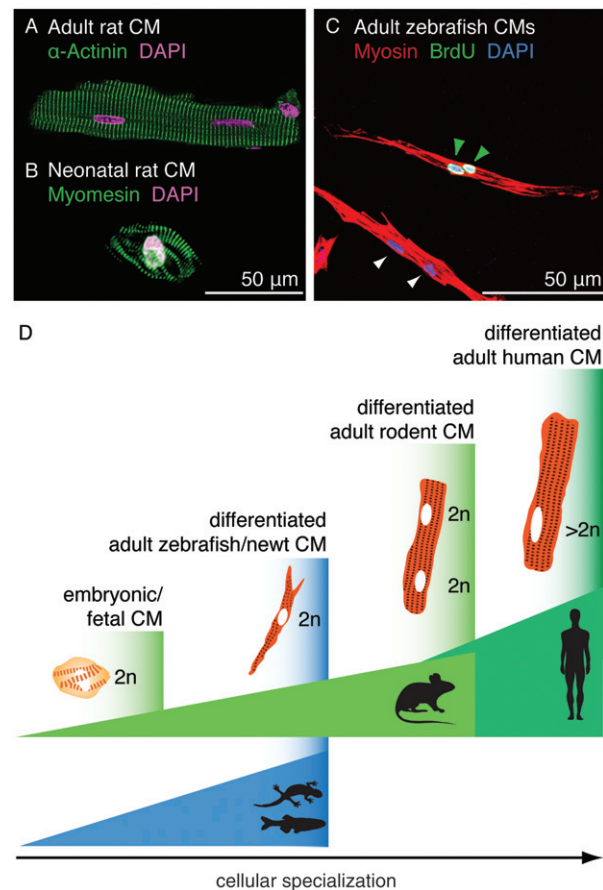 A Adult rat CM
α-Actinin DAPI
B Neonatal rat CM
Myomesin DAPI
50 μm
C Adult zebrafish CMs
Myosin BrdU DAPI
50 μm
D
differentiated
adult human CM
>2n
differentiated
adult rodent CM
2n
2n
differentiated
adult zebrafish/newt CM
2n
embryonic/
fetal CM
2n
cellular specialization